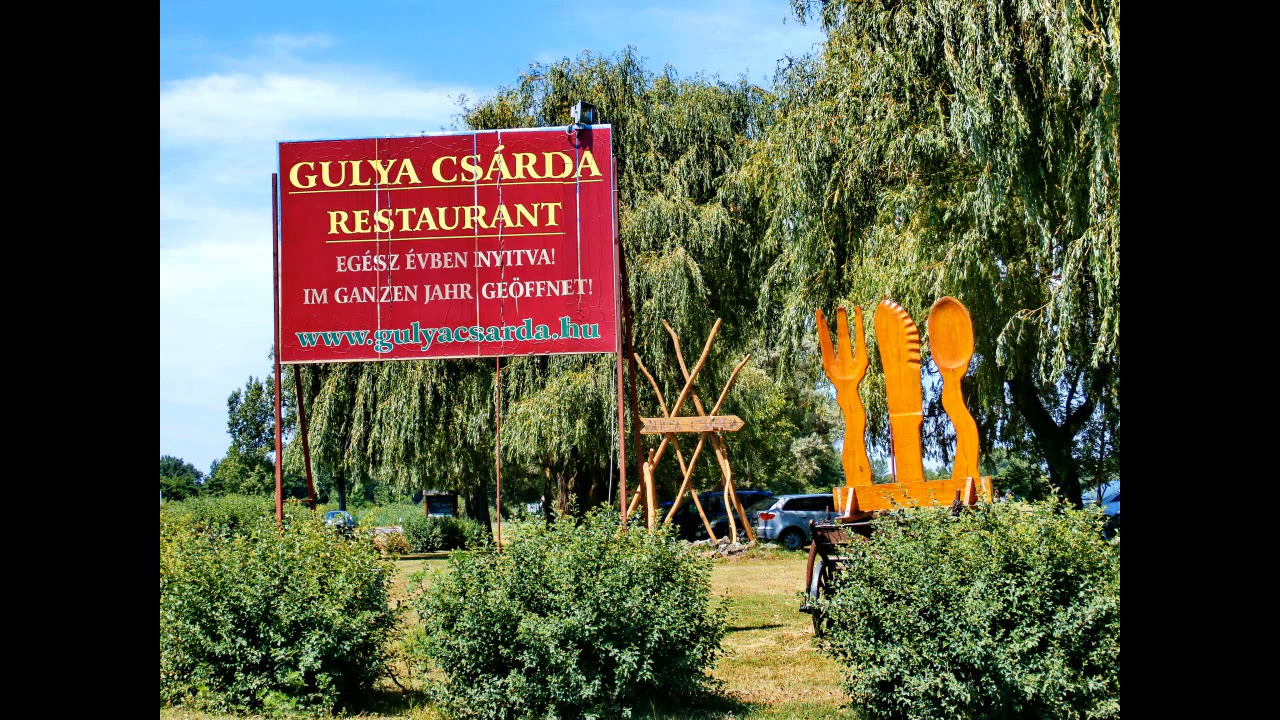 GULYA CSÁRDA
RESTAURANT
EGÉSZ ÉVBEN NYITVA!
IM GANZEN JAHR GEÖFFNET!
www.gulyacsarda.hu